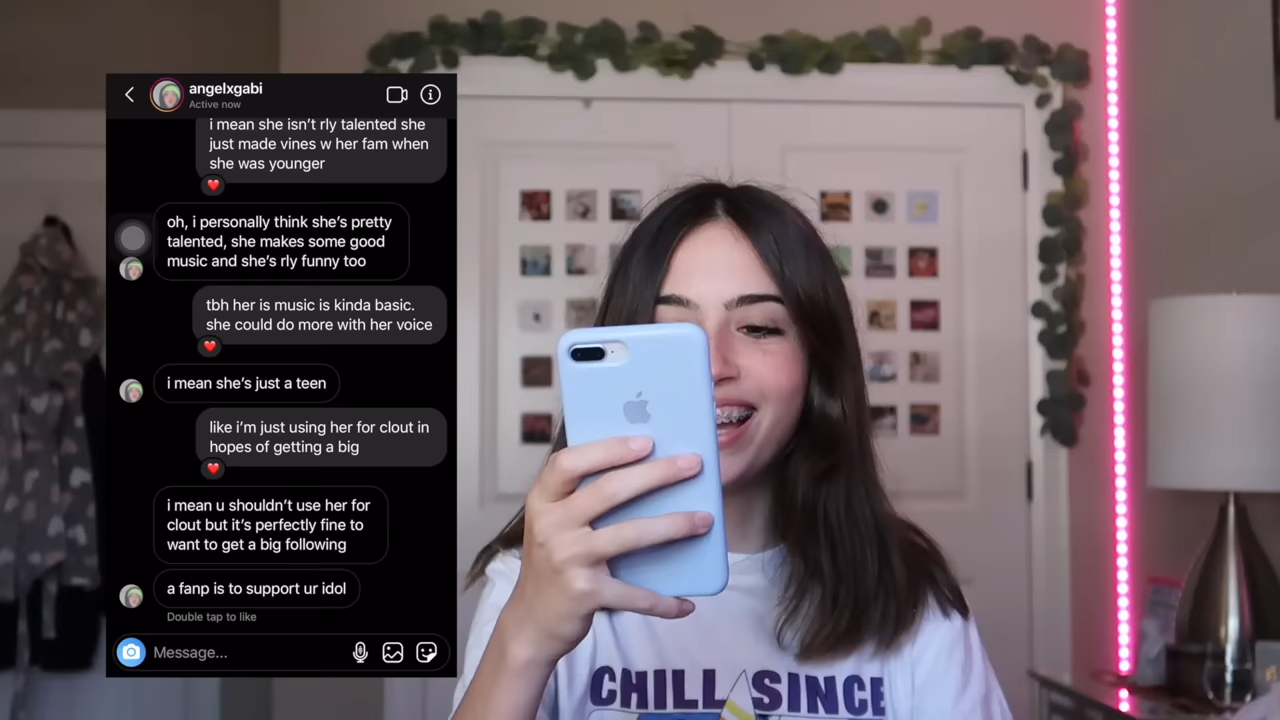 angelxgabi
Active now
i mean she isn't rly talented she
just made vines w her fam when
she was younger
oh, i personally think she's pretty
talented, she makes some good
music and she's rly funny too
tbh her is music is kinda basic.
she could do more with her voice
i mean she's just a teen
like i'm just using her for clout in
hopes of getting a big
i mean u shouldn't use her for
clout but it's perfectly fine to
want to get a big following
a fanp is to support ur idol
Double tap to like
Message...
CHILL SINCE